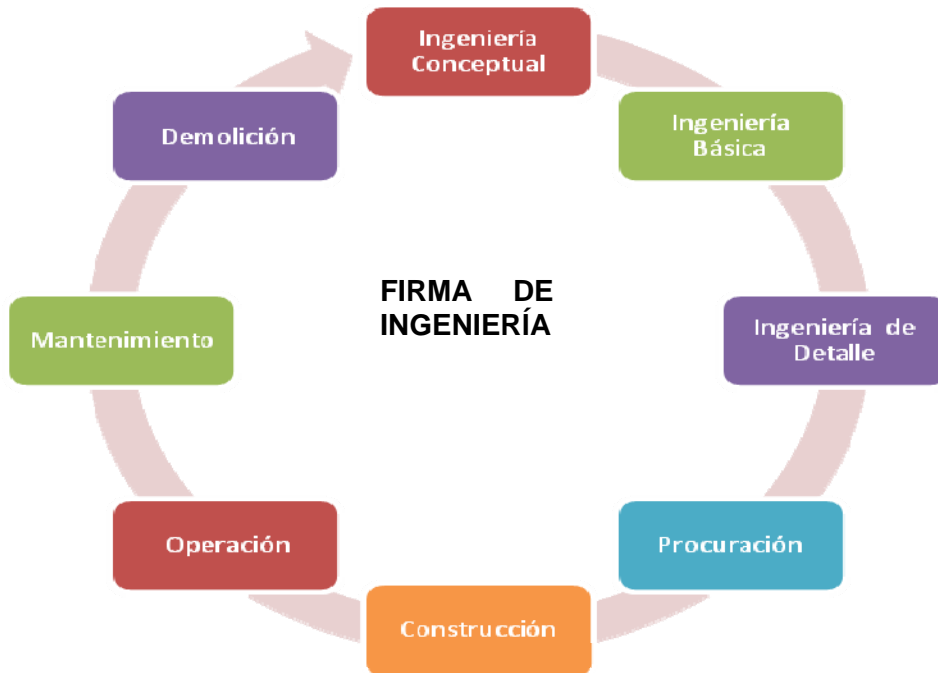 Ingeniería
Conceptual
Ingeniería
Básica
Ingeniería de
Detalle
Procuración
Construcción
Operación
Mantenimiento
Demolición
FIRMA DE
INGENIERÍA